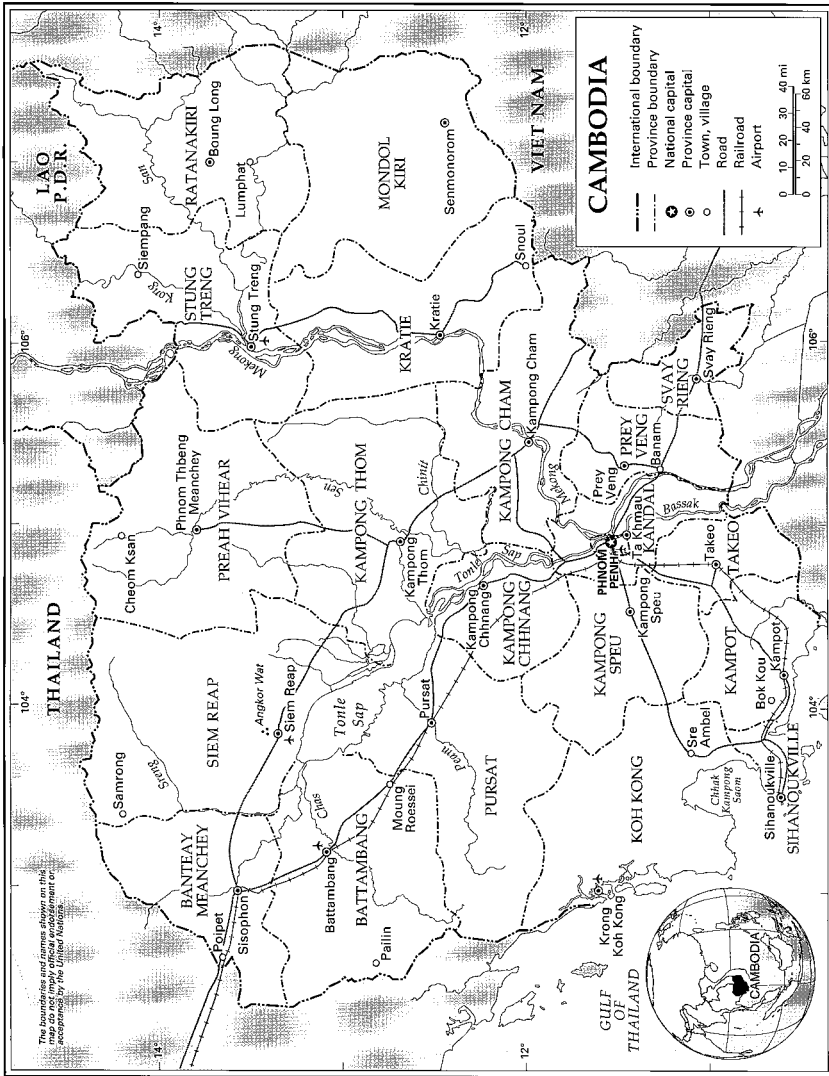 The boundaries and names shown on this
map do not imply official endorsement or
acceptance by the United Nations.
104°
106°
14°
14°
12°
12°
104°
106°
THAILAND
LAO
P.D.R.
VIET NAM
GULF
OF
THAILAND
Samrong
Cheom Ksan
Siempang
Kong
San
Poipet
Sisophon
BANTEAY
MEANCHEY
Sreng
SIEM REAP
Angkor Wat
Siem Reap
PREAH VIHEAR
Phnom Thbeng
Meanchey
STUNG
TRENG
Stung Treng
Mekong
RATANAKIRI
Boung Long
Lumphat
Battambang
BATTAMBANG
Chas
Pailin
Moung
Roessei
Tonle
Sap
KAMPONG THOM
Sen
Kampong
Thom
Chinit
KRATIE
Kratie
MONDOL
KIRI
Senmonorom
Snoul
PURSAT
Pursat
Peam
Kampong
Chhnang
KAMPONG
CHHNANG
Tonle
Sap
KAMPONG CHAM
Kampong Cham
Mekong
Krong
Koh Kong
KOH KONG
KAMPONG
SPEU
Kampong
Speu
PHNOM
PENH
Ta Khmau
KANDAL
Prey
Veng
PREY
VENG
Banam
SVAY
RIENG
Svay Rieng
Bassak
Sre
Ambel
Chhak
Kampong
Saom
TAKEO
Takeo
KAMPOT
Kampot
Bok Kou
Sihanoukville
SIHANOUKVILLE
CAMBODIA
CAMBODIA
International boundary
Province boundary
National capital
Province capital
Town, village
Road
Railroad
Airport
0 20 40 mi
0 20 40 60 km